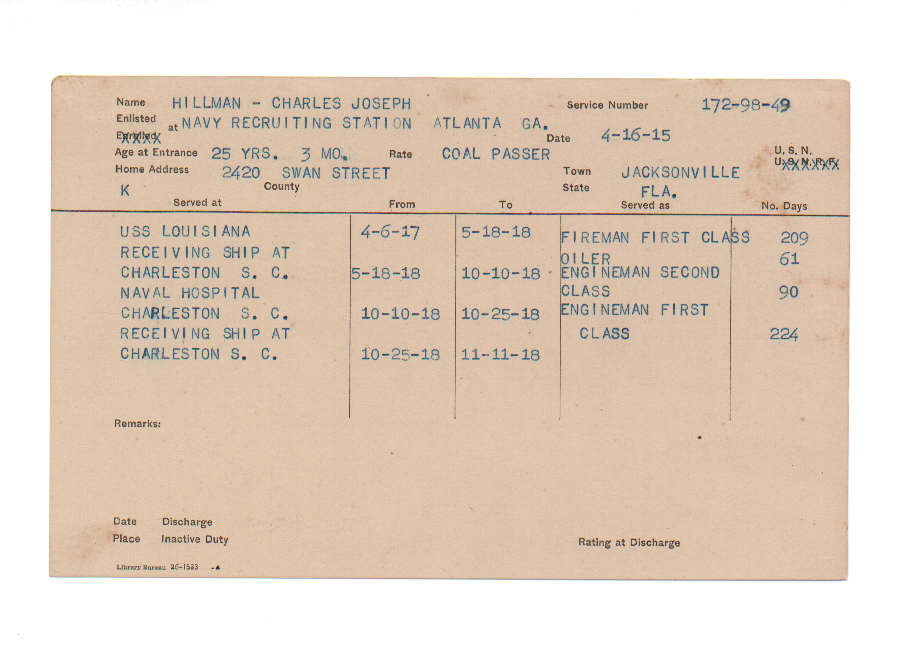 Name HILLMAN - CHARLES JOSEPH Service Number 172-98-49
Enlisted
Enrolled at NAVY RECRUITING STATION ATLANTA GA. Date 4-16-15
XXXX
Age at Entrance 25 YRS. 3 MO. Rate COAL PASSER U. S. N.
U. S. N. R. F. XXXXXX
Home Address 2420 SWAN STREET Town JACKSONVILLE
K County State FLA.
Served at From To Served as No. Days
USS LOUISIANA 4-6-17 5-18-18 FIREMAN FIRST CLASS 209
RECEIVING SHIP AT OILER 61
CHARLESTON S. C. 5-18-18 10-10-18 ENGINEMAN SECOND
NAVAL HOSPITAL CLASS 90
CHARLESTON S. C. 10-10-18 10-25-18 ENGINEMAN FIRST
RECEIVING SHIP AT CLASS 224
CHARLESTON S. C. 10-25-18 11-11-18
Remarks:
Date Discharge
Place Inactive Duty Rating at Discharge
Library Bureau 26-1583 -A